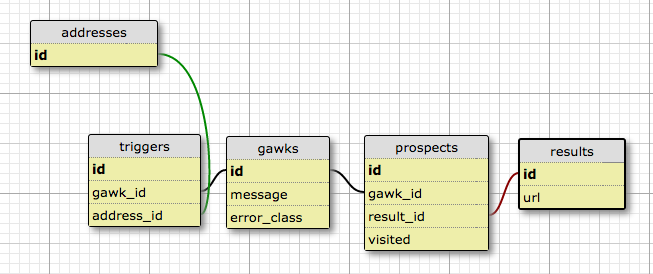 addresses
id
triggers
id
gawk_id
address_id
gawks
id
message
error_class
prospects
id
gawk_id
result_id
visited
results
id
url